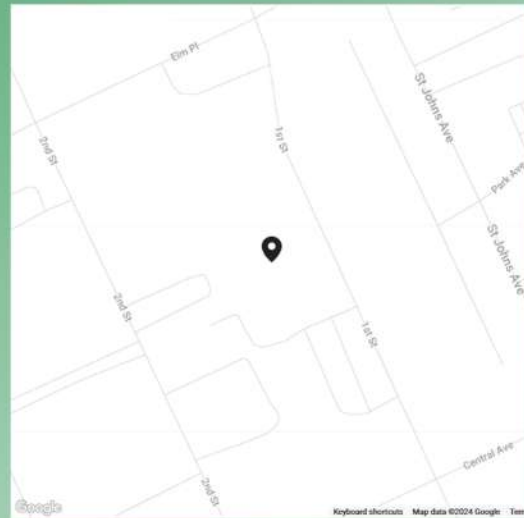 Elm Pl
2nd St
1st St
St Johns Ave
Park Ave
St Johns Ave
2nd St
1st St
Central Ave
2nd St
Google
Keyboard shortcuts Map data ©2024 Google